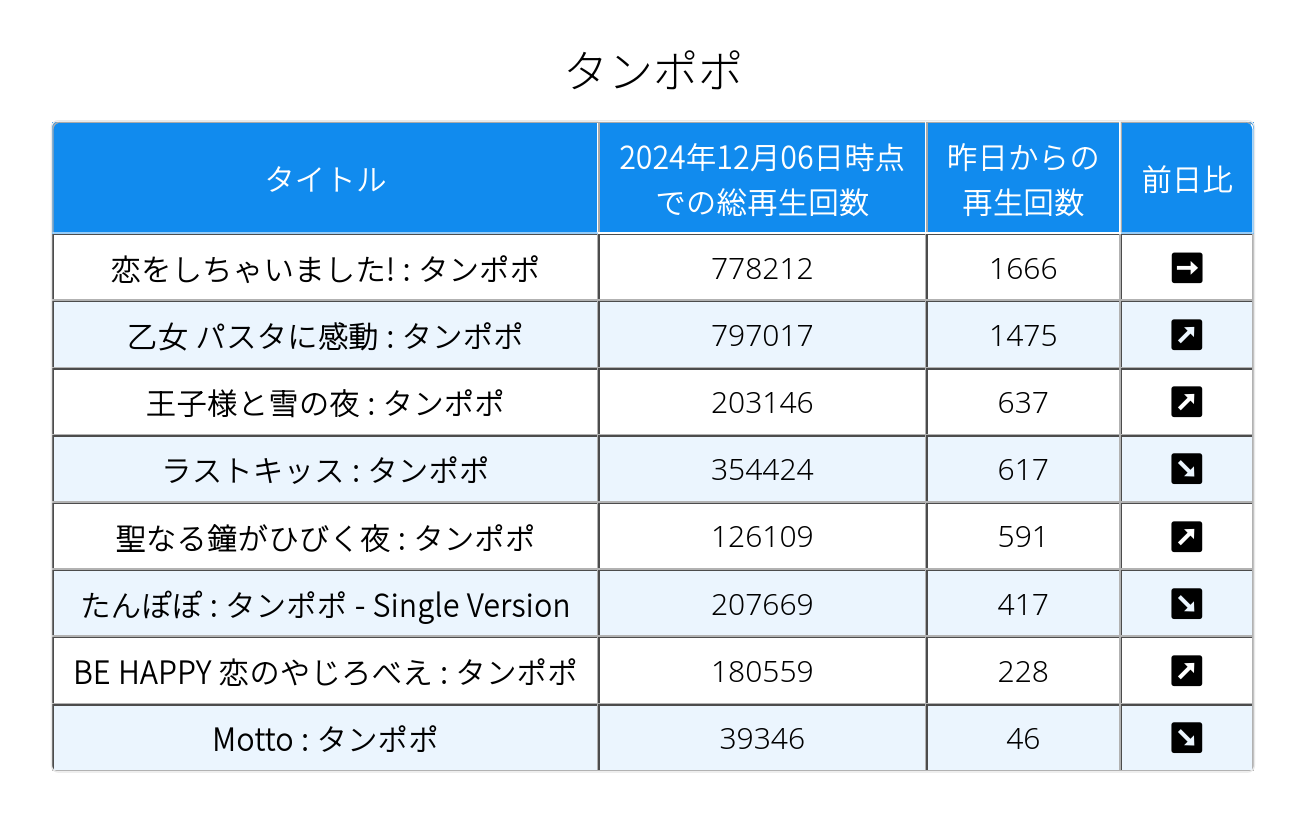 タンポポ
タイトル
2024年12月06日時点
での総再生回数
昨日からの
再生回数
前日比
恋をしちゃいました! : タンポポ 778212 1666 ➡
乙女 パスタに感動 : タンポポ 797017 1475 ↗
王子様と雪の夜 : タンポポ 203146 637 ↗
ラストキッス : タンポポ 354424 617 ↘
聖なる鐘がひびく夜 : タンポポ 126109 591 ↗
たんぽぽ : タンポポ - Single Version 207669 417 ↘
BE HAPPY 恋のやじろべえ : タンポポ 180559 228 ↗
Motto : タンポポ 39346 46 ↘